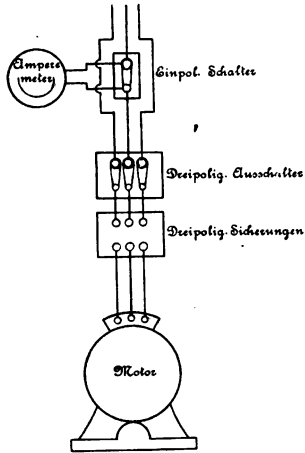 Ampere
meter
Einpol. Schalter
Dreipolig. Ausschalter
Dreipolig. Sicherungen
Motor